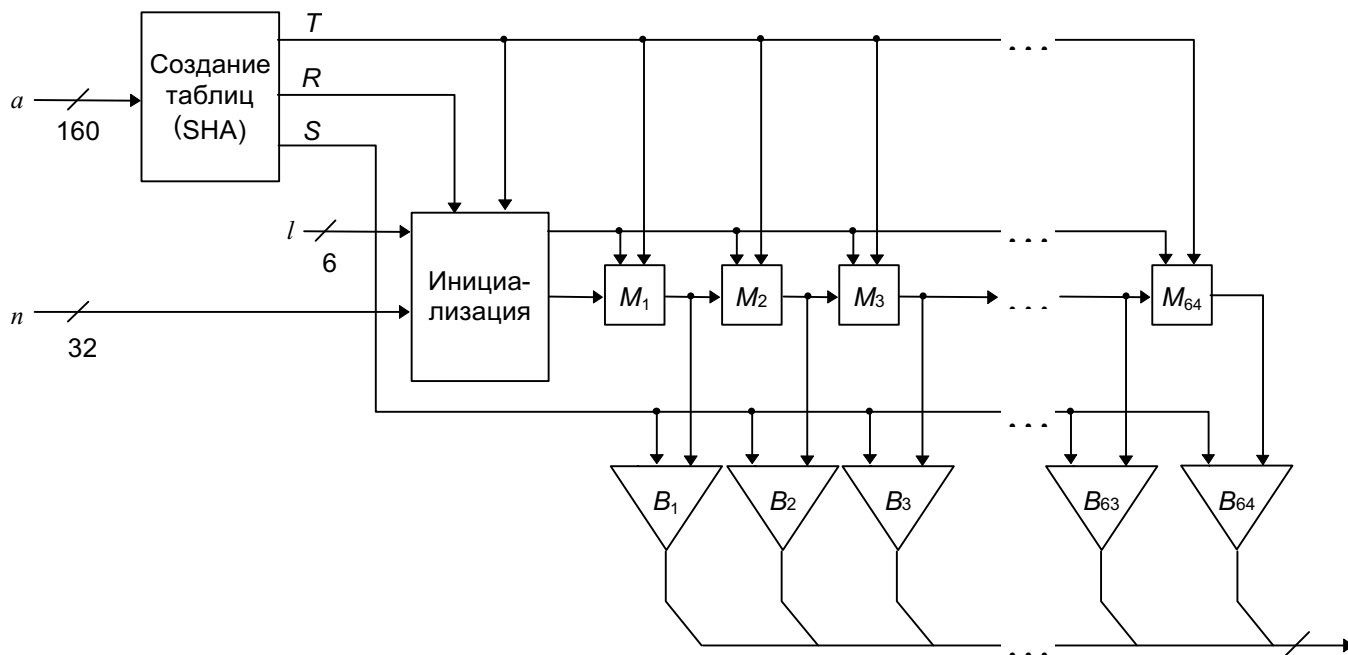 T
Создание
таблиц
(SHA)
R
a
160
S
l
6
Инициа-
лизация
M1
M2
M3
M64
n
32
. . .
. . .
. . .
. . .
B1
B2
B3
B63
B64
. . .